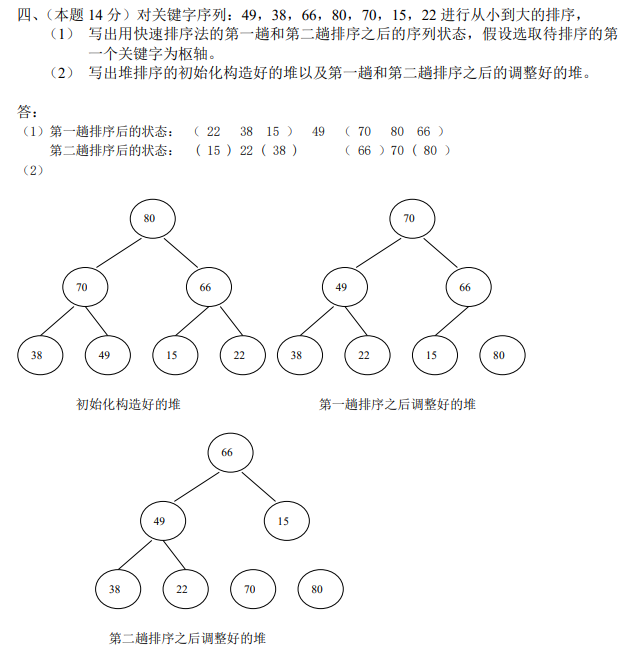 四、（本题 14 分）对关键字序列：49，38，66，80，70，15，22 进行从小到大的排序，
（1） 写出用快速排序法的第一趟和第二趟排序之后的序列状态，假设选取待排序的第
一个关键字为枢轴。
（2） 写出堆排序的初始化构造好的堆以及第一趟和第二趟排序之后的调整好的堆。
答：
（1）第一趟排序后的状态： （ 22 38 15 ） 49 （ 70 80 66 ）
第二趟排序后的状态： （ 15 ）22（ 38 ） （ 66 ）70（ 80 ）
（2）
80 70
70 66 49 66
38 49 15 22 38 22 15 80
初始化构造好的堆 第一趟排序之后调整好的堆
66
49 15
38 22 70 80
第二趟排序之后调整好的堆